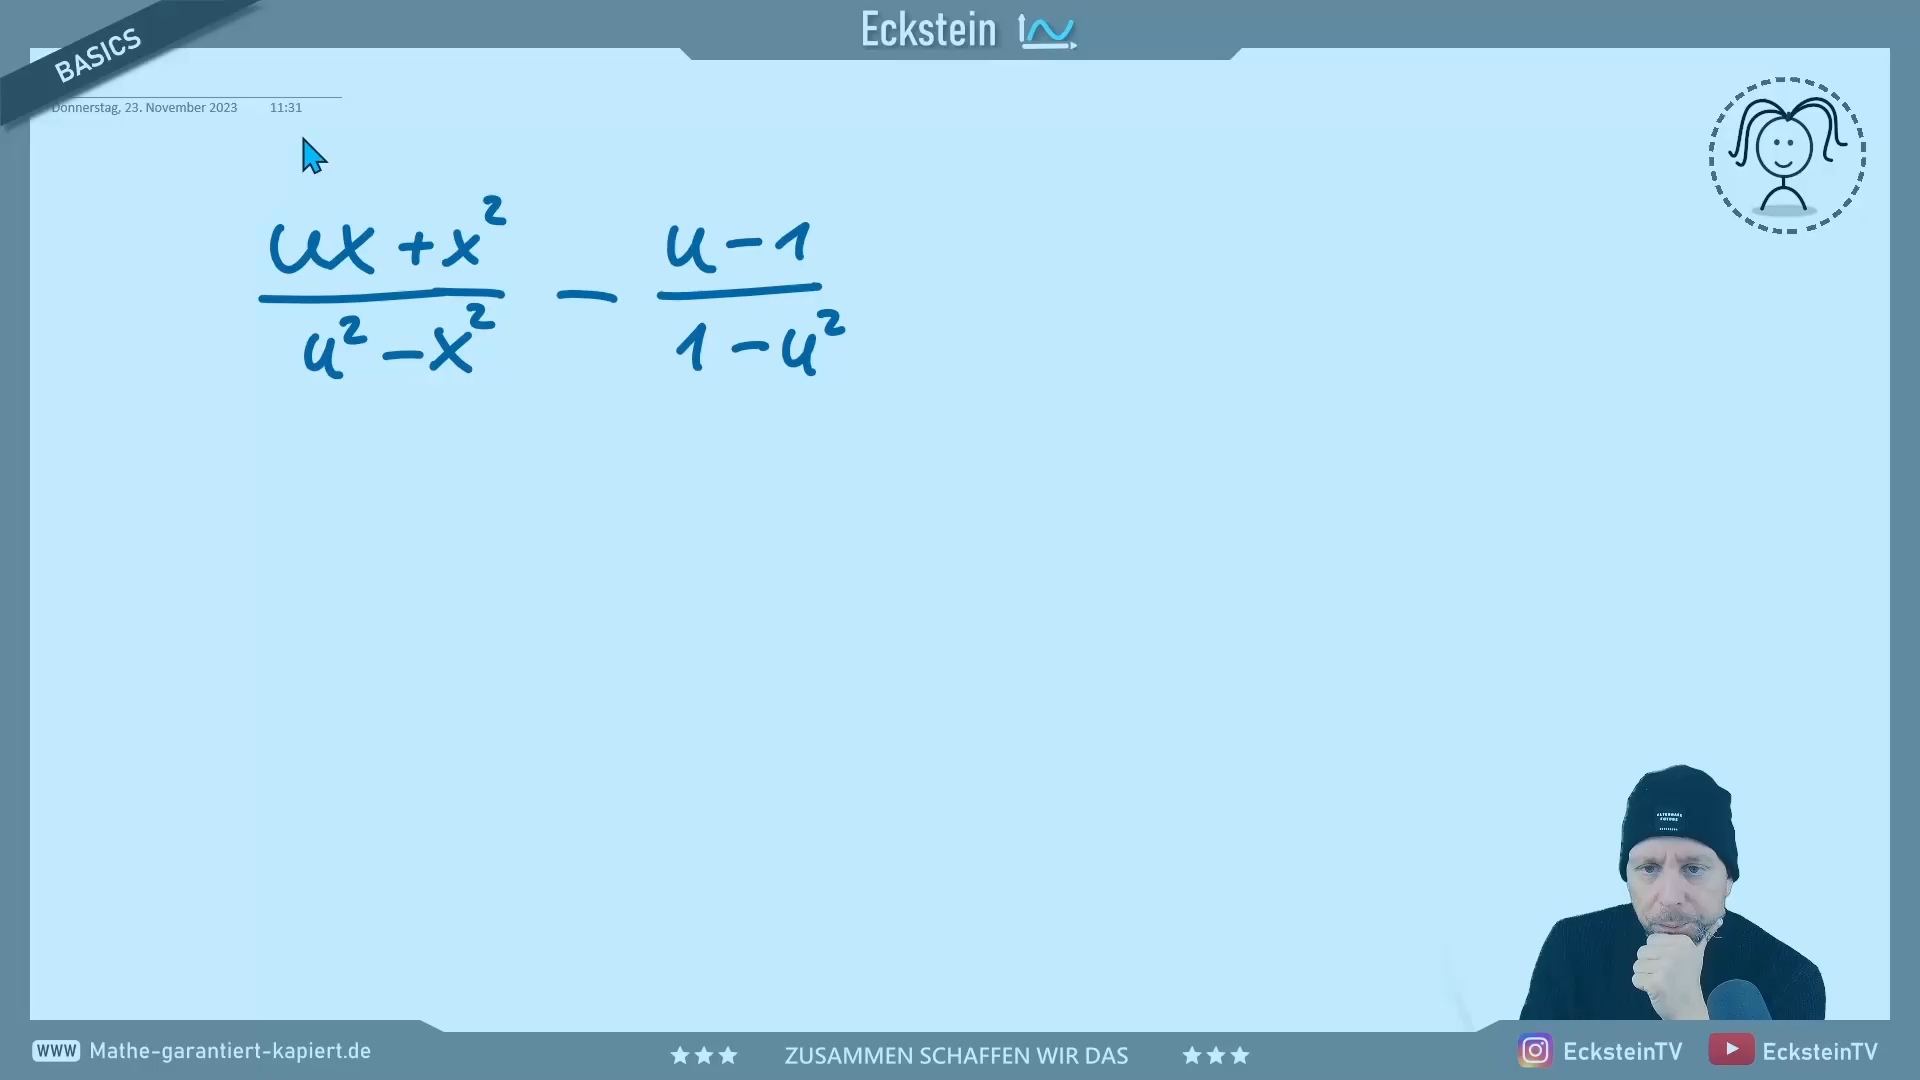 Eckstein
BASICS
Donnerstag, 23. November 2023 11:31
ux + x² / u² - x² - u - 1 / 1 - u²
www Mathe-garantiert-kapiert.de
ZUSAMMEN SCHAFFEN WIR DAS
EcksteinTV
EcksteinTV